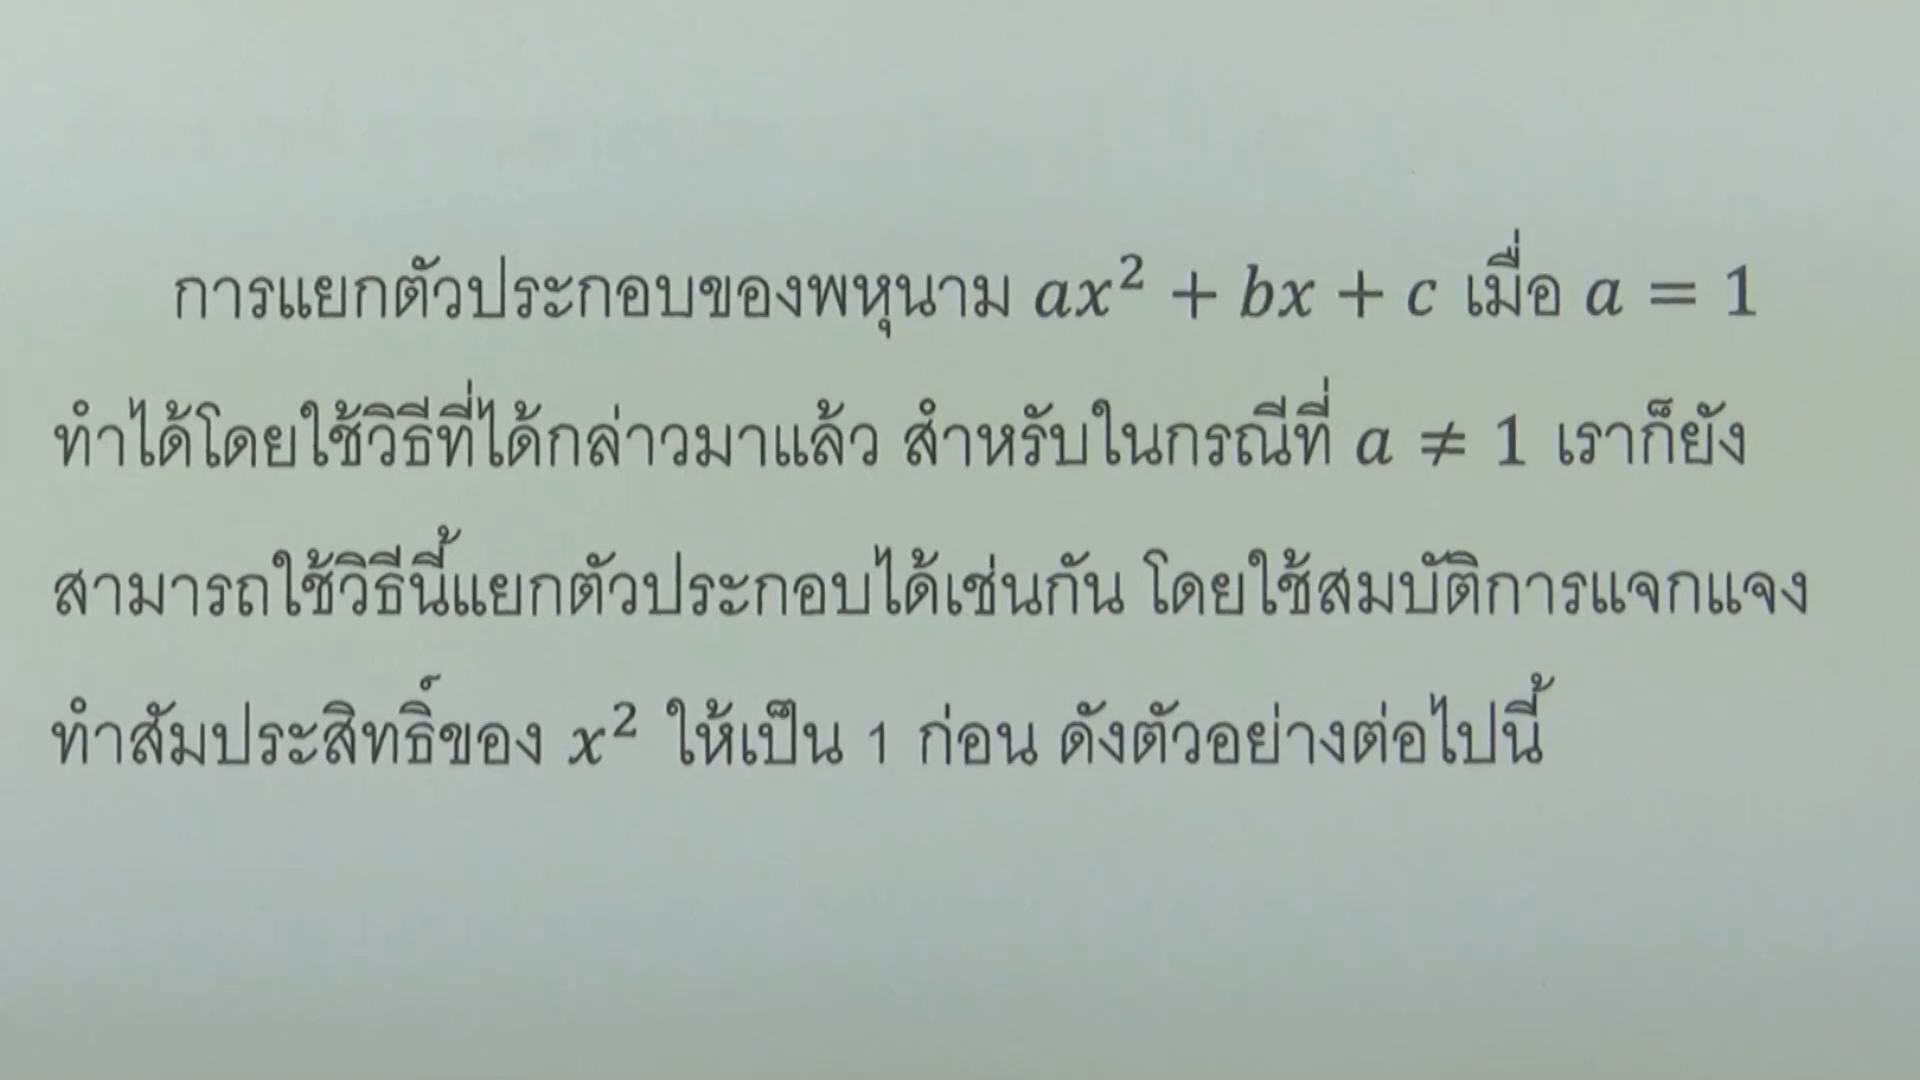 การแยกตัวประกอบของพหุนาม ax² + bx + c เมื่อ a = 1
ทำได้โดยใช้วิธีที่ได้กล่าวมาแล้ว สำหรับในกรณีที่ a ≠ 1 เราก็ยัง
สามารถใช้วิธีนี้แยกตัวประกอบได้เช่นกัน โดยใช้สมบัติการแจกแจง
ทำสัมประสิทธิ์ของ x² ให้เป็น 1 ก่อน ดังตัวอย่างต่อไปนี้